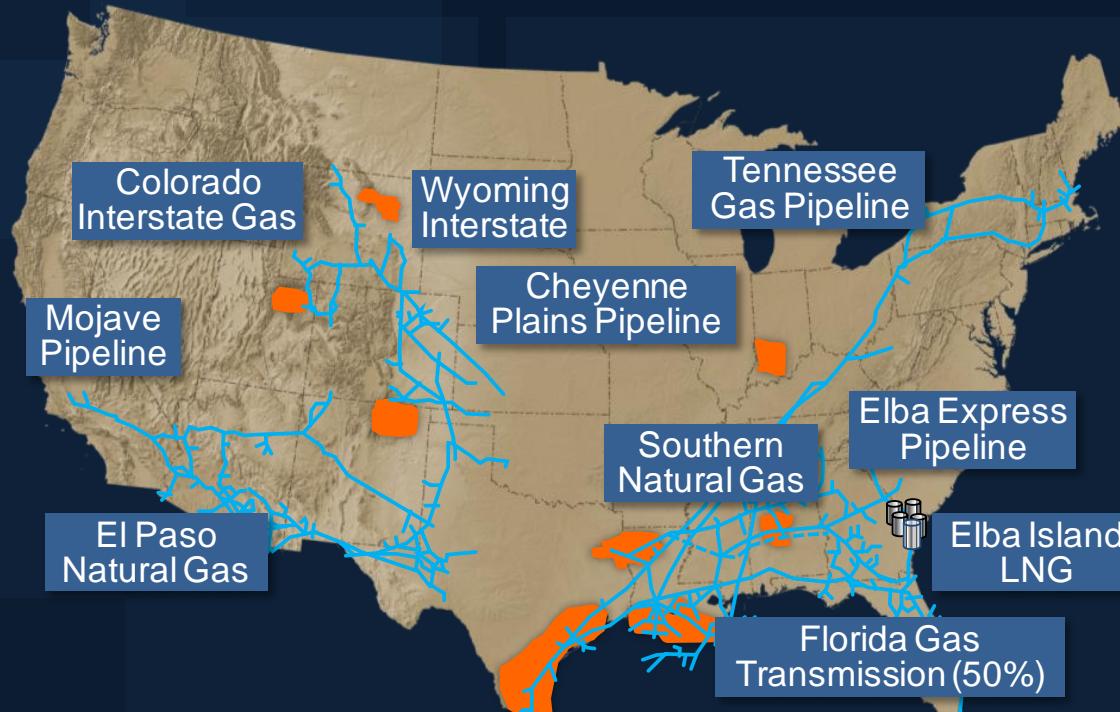 Colorado
Interstate Gas
Wyoming
Interstate
Tennessee
Gas Pipeline
Cheyenne
Plains Pipeline
Mojave
Pipeline
Elba Express
Pipeline
Southern
Natural Gas
El Paso
Natural Gas
Elba Island
LNG
Florida Gas
Transmission (50%)